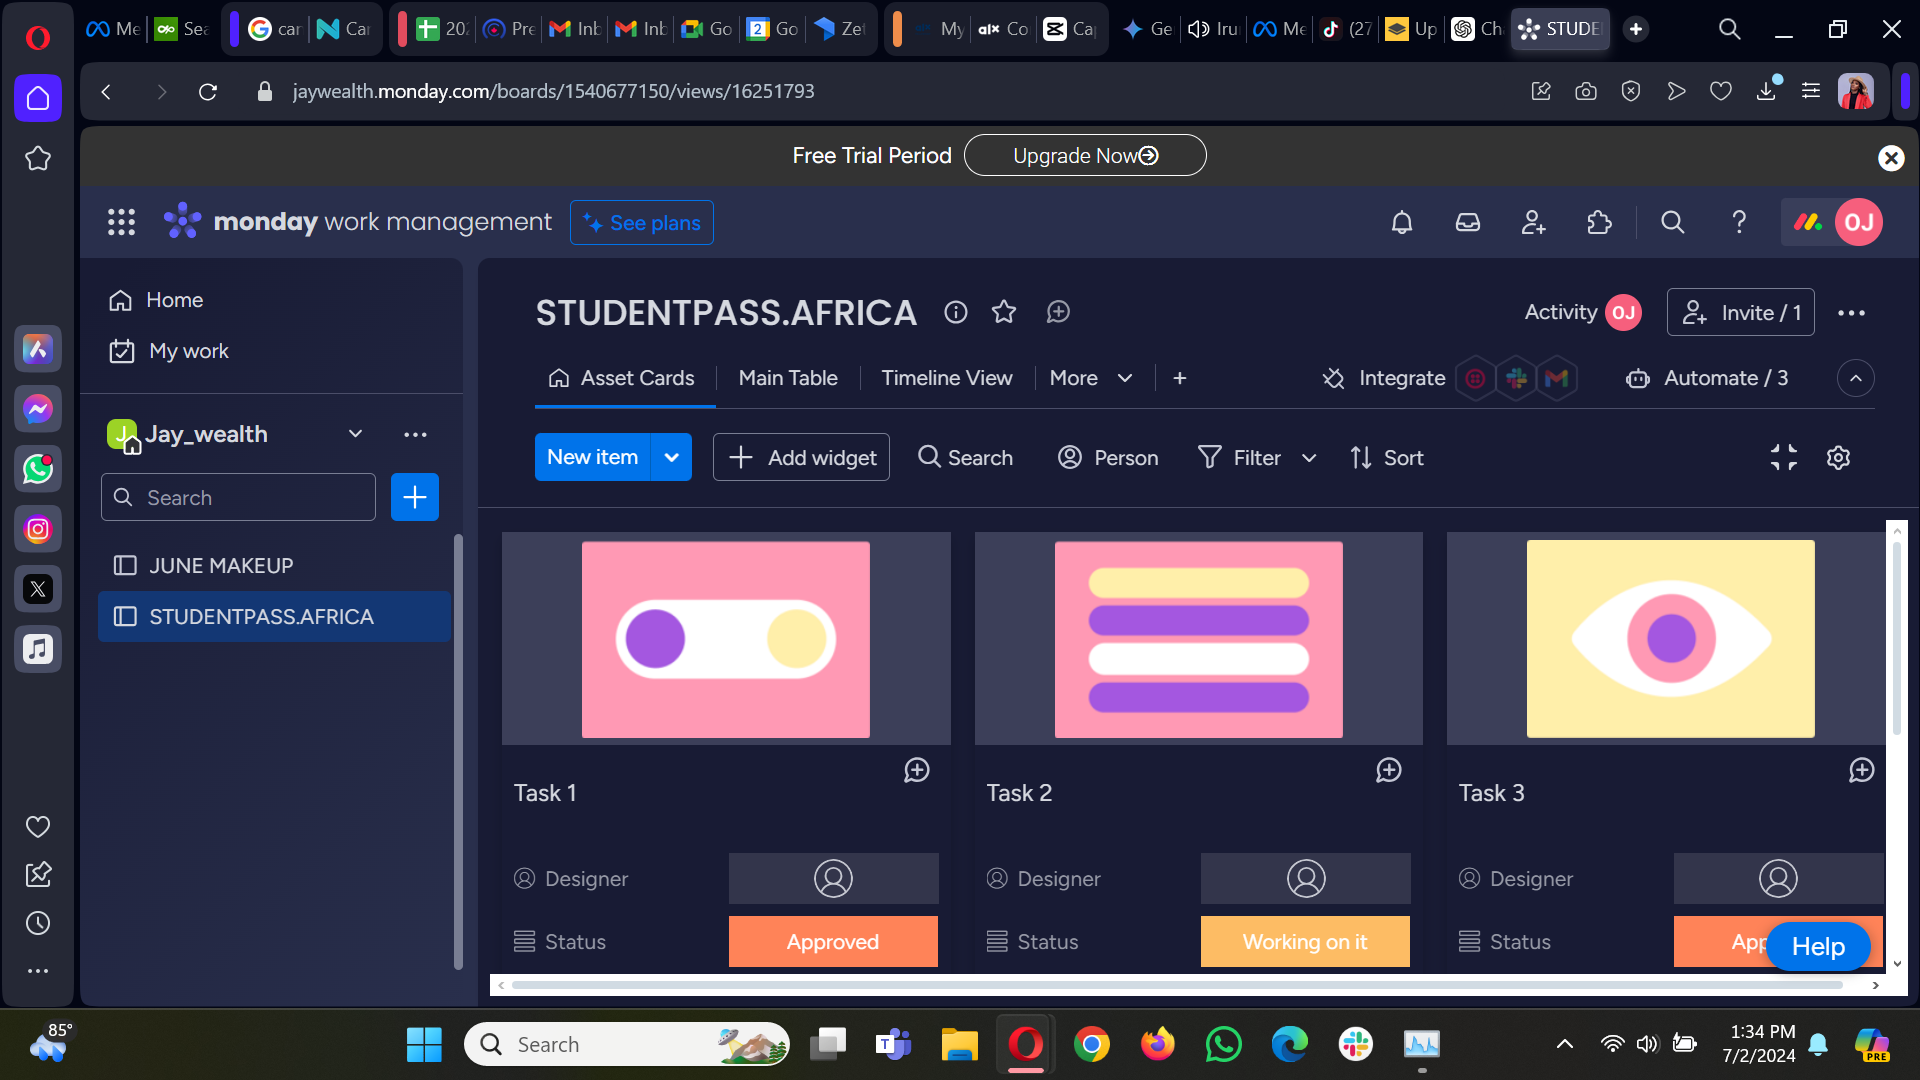 Me
Sea
car
Car
202
Pre
Inb
Inb
Go
2 Go
Zet
My
alx Co
Ca
Ge
Iru
Me
(27
Up
Ch
STUDE
jaywealth.monday.com/boards/1540677150/views/16251793
Free Trial Period Upgrade Now
monday work management See plans
OJ
Home
My work
J Jay_wealth
Search
JUNE MAKEUP
STUDENTPASS.AFRICA
STUDENTPASS.AFRICA
Activity OJ Invite / 1
Asset Cards Main Table Timeline View More
Integrate Automate / 3
New item Add widget Search Person Filter Sort
Task 1 Task 2 Task 3
Designer Designer Designer
Status Approved Status Working on it Status App
Help
85°
Search
1:34 PM
7/2/2024
PRE